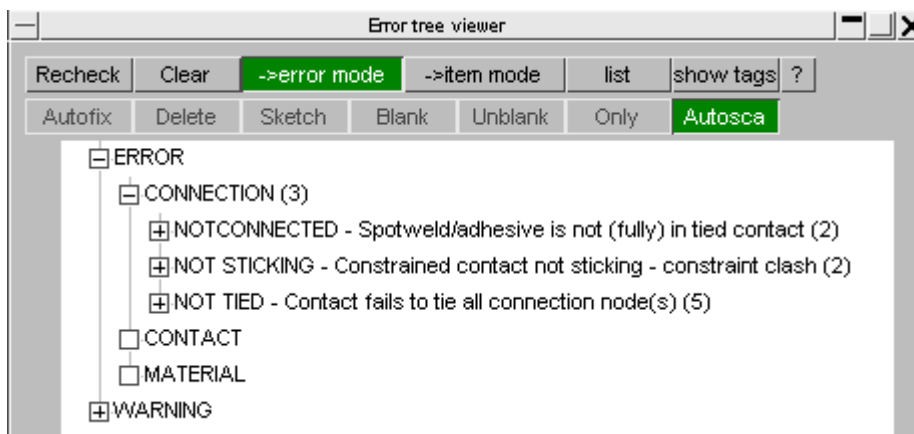 Error tree viewer
Recheck Clear ->error mode ->item mode list show tags ?
Autofix Delete Sketch Blank Unblank Only Autosca
ERROR
CONNECTION (3)
NOTCONNECTED - Spotweld/adhesive is not (fully) in tied contact (2)
NOT STICKING - Constrained contact not sticking - constraint clash (2)
NOT TIED - Contact fails to tie all connection node(s) (5)
CONTACT
MATERIAL
WARNING